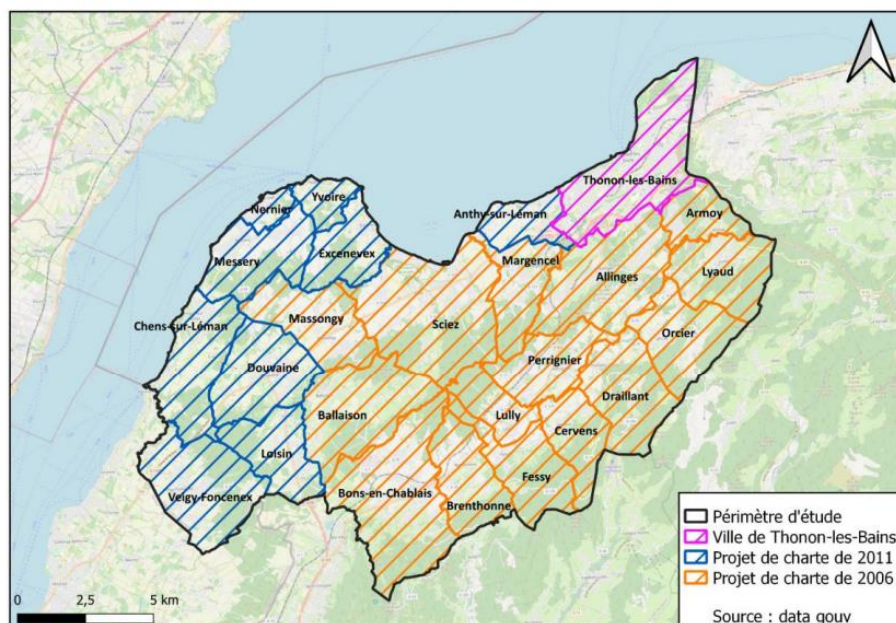 Thonon-les-Bains
Yvoire
Nernier
Anthy-sur-Léman
Armoy
Excenevex
Messery
Margencel
Allinges
Lyaud
Massongy
Sciez
Chens-sur-Léman
Orcier
Perrignier
Douvaine
Draillant
Ballaison
Lully
Cervens
Loisin
Fessy
Bons-en-Chablais
Veigy-Foncenex
Brenthonne
Périmètre d'étude
Ville de Thonon-les-Bains
Projet de charte de 2011
Projet de charte de 2006
Source : data gouv
0 2,5 5 km